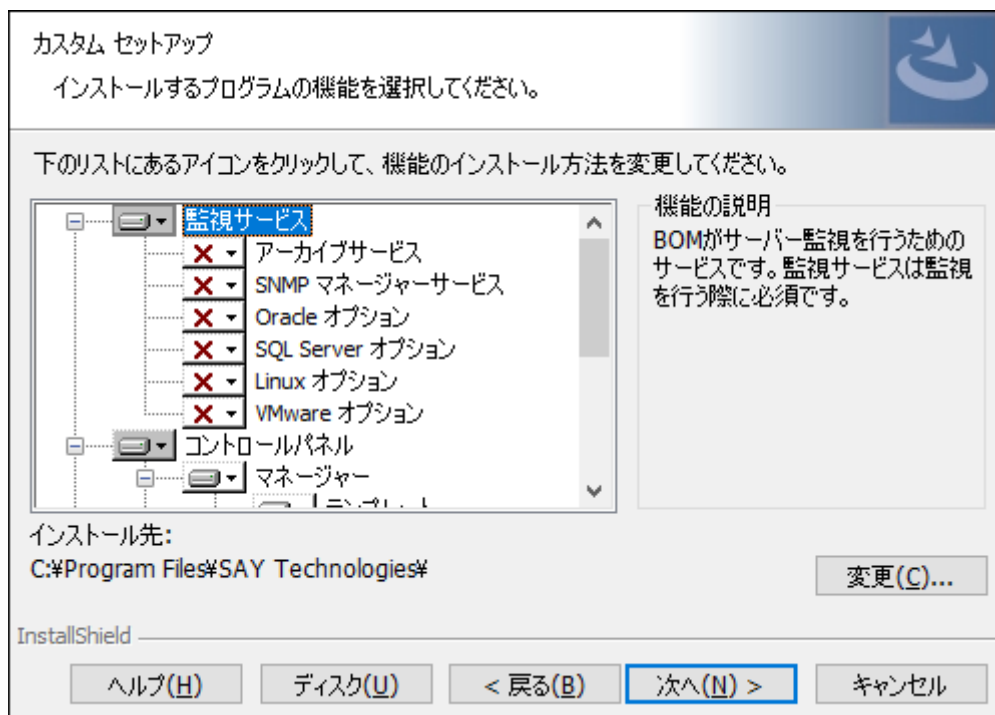 カスタム セットアップ
インストールするプログラムの機能を選択してください。
下のリストにあるアイコンをクリックして、機能のインストール方法を変更してください。
監視サービス
アーカイブサービス
SNMP マネージャーサービス
Oracle オプション
SQL Server オプション
Linux オプション
VMware オプション
コントロールパネル
マネージャー
機能の説明
BOMがサーバー監視を行うための
サービスです。監視サービスは監視
を行う際に必須です。
インストール先:
C:¥Program Files¥SAY Technologies¥
変更(C)...
InstallShield
ヘルプ(H)
ディスク(U)
< 戻る(B)
次へ(N) >
キャンセル